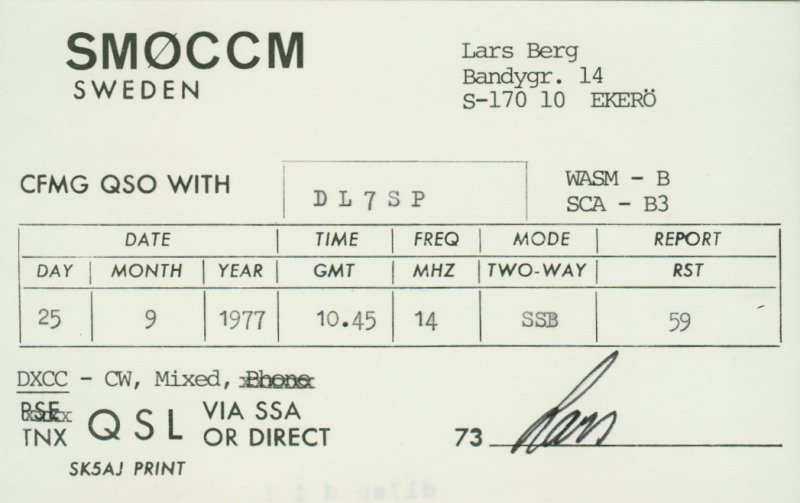 SMØCCM
SWEDEN
Lars Berg
Bandygr. 14
S-170 10 EKERÖ
CFMG QSO WITH
DL7SP
WASM - B
SCA - B3
DATE TIME FREQ MODE REPORT
DAY MONTH YEAR GMT MHZ TWO-WAY RST
25 9 1977 10.45 14 SSB 59
DXCC - CW, Mixed, Phone
PSE
TNX
QSL
VIA SSA
OR DIRECT
73 Lars
SK5AJ PRINT